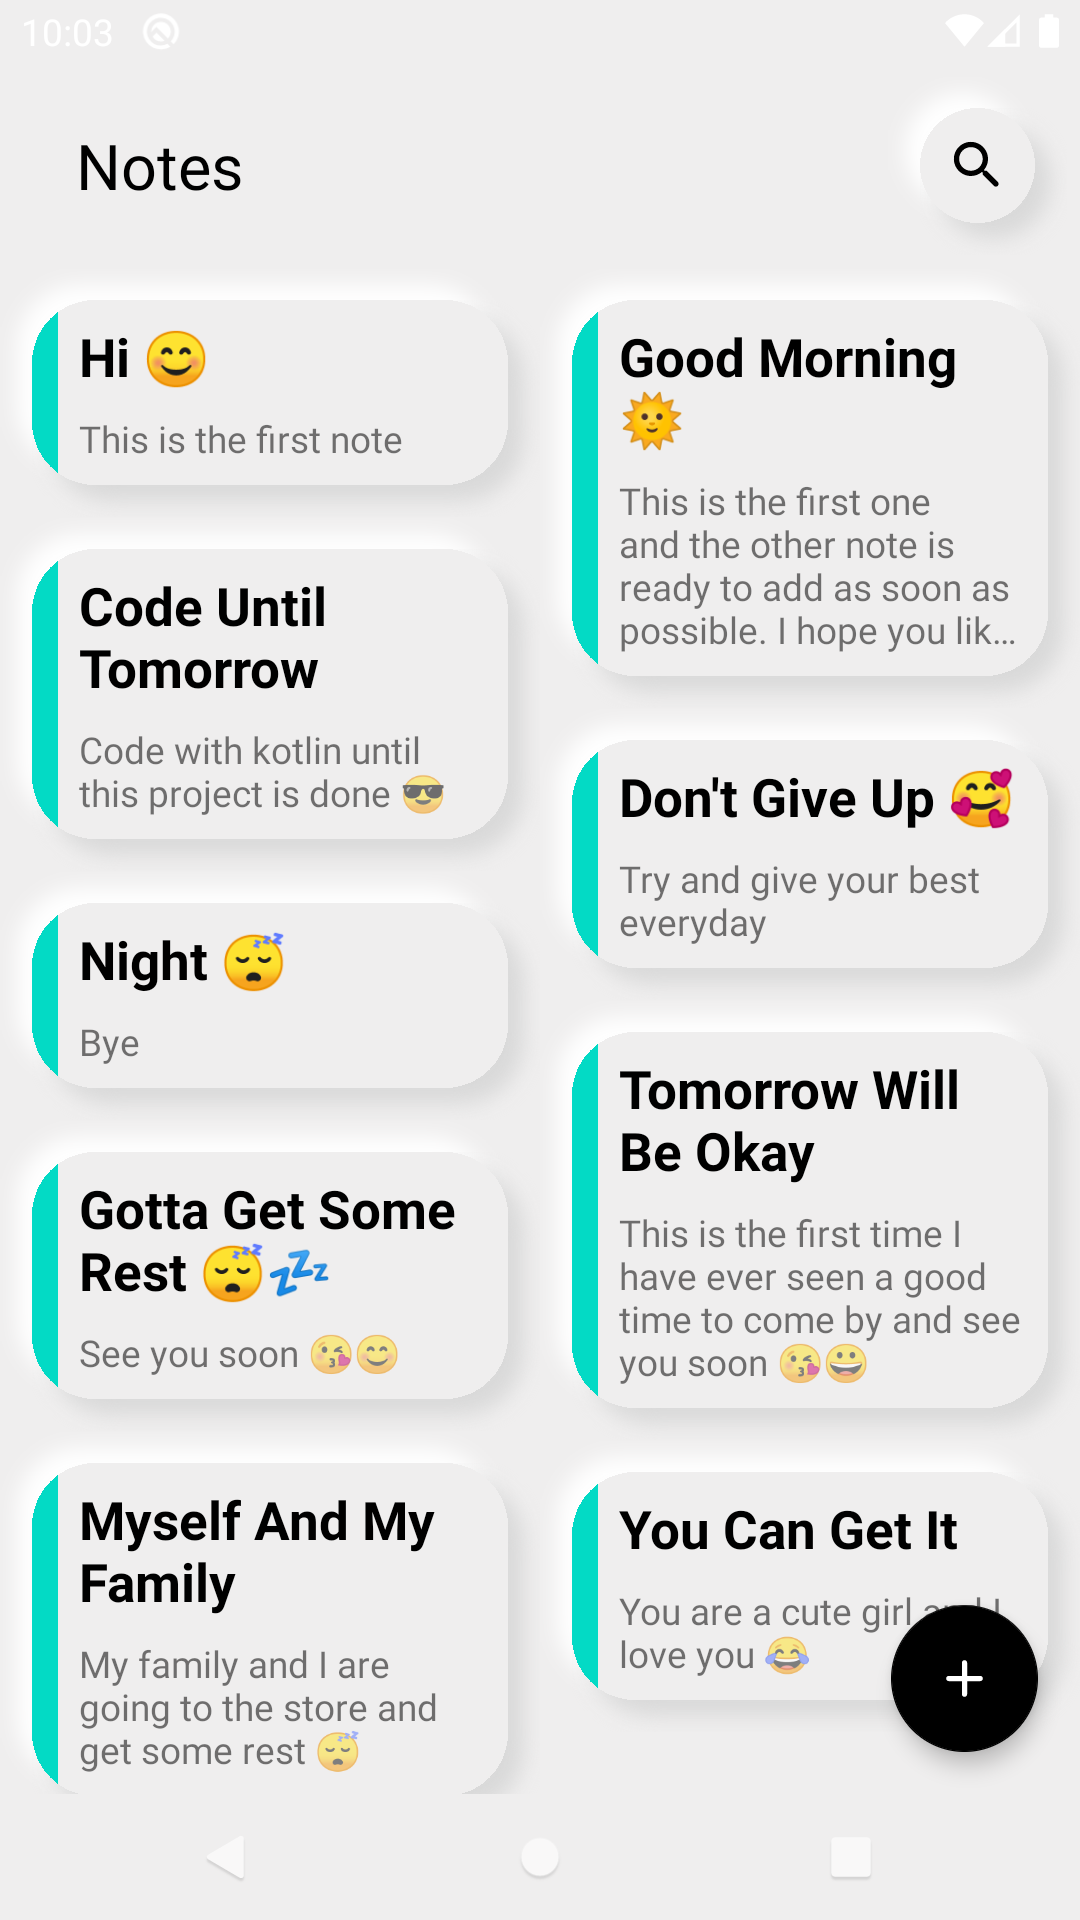 10:03
Notes
Hi 😊
This is the first note
Code Until
Tomorrow
Code with kotlin until
this project is done 😎
Night 😴
Bye
Gotta Get Some
Rest 😴💤
See you soon 😘😊
Myself And My
Family
My family and I are
going to the store and
get some rest 😴
Good Morning
🌞
This is the first one
and the other note is
ready to add as soon as
possible. I hope you lik…
Don't Give Up 🥰
Try and give your best
everyday
Tomorrow Will
Be Okay
This is the first time I
have ever seen a good
time to come by and see
you soon 😘😀
You Can Get It
You are a cute girl and I
love you 😂